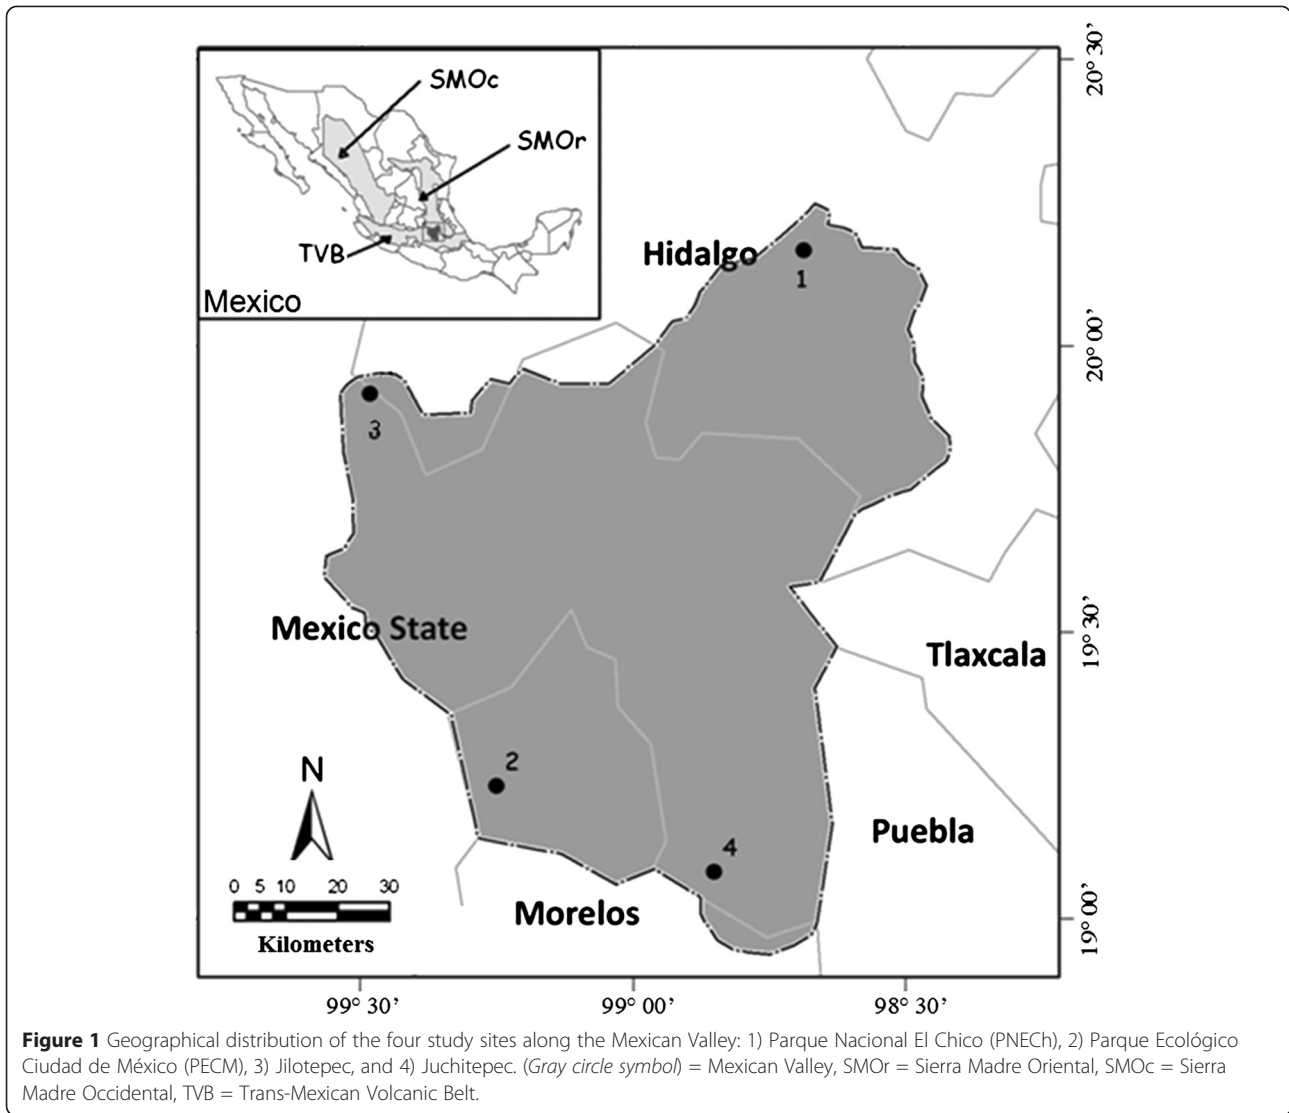 SMOc
SMOr
TVB
Mexico
20° 30’
Hidalgo
1
20° 00’
3
Mexico State
19° 30’
Tlaxcala
2
N
Puebla
4
0 5 10 20 30
Kilometers
Morelos
19° 00’
99° 30’ 99° 00’ 98° 30’
Figure 1 Geographical distribution of the four study sites along the Mexican Valley: 1) Parque Nacional El Chico (PNECh), 2) Parque Ecológico
Ciudad de México (PECM), 3) Jilotepec, and 4) Juchitepec. (Gray circle symbol) = Mexican Valley, SMOr = Sierra Madre Oriental, SMOc = Sierra
Madre Occidental, TVB = Trans-Mexican Volcanic Belt.